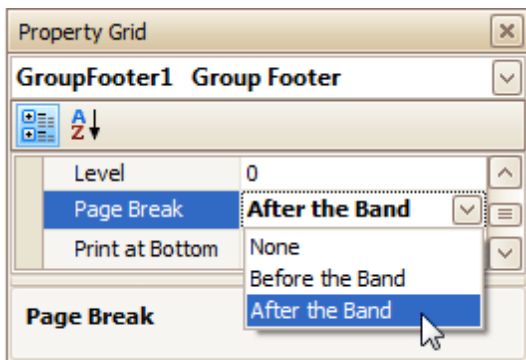 Property Grid
GroupFooter1 Group Footer
A
Z
Level 0
Page Break After the Band
Print at Bottom None
Before the Band
After the Band
Page Break